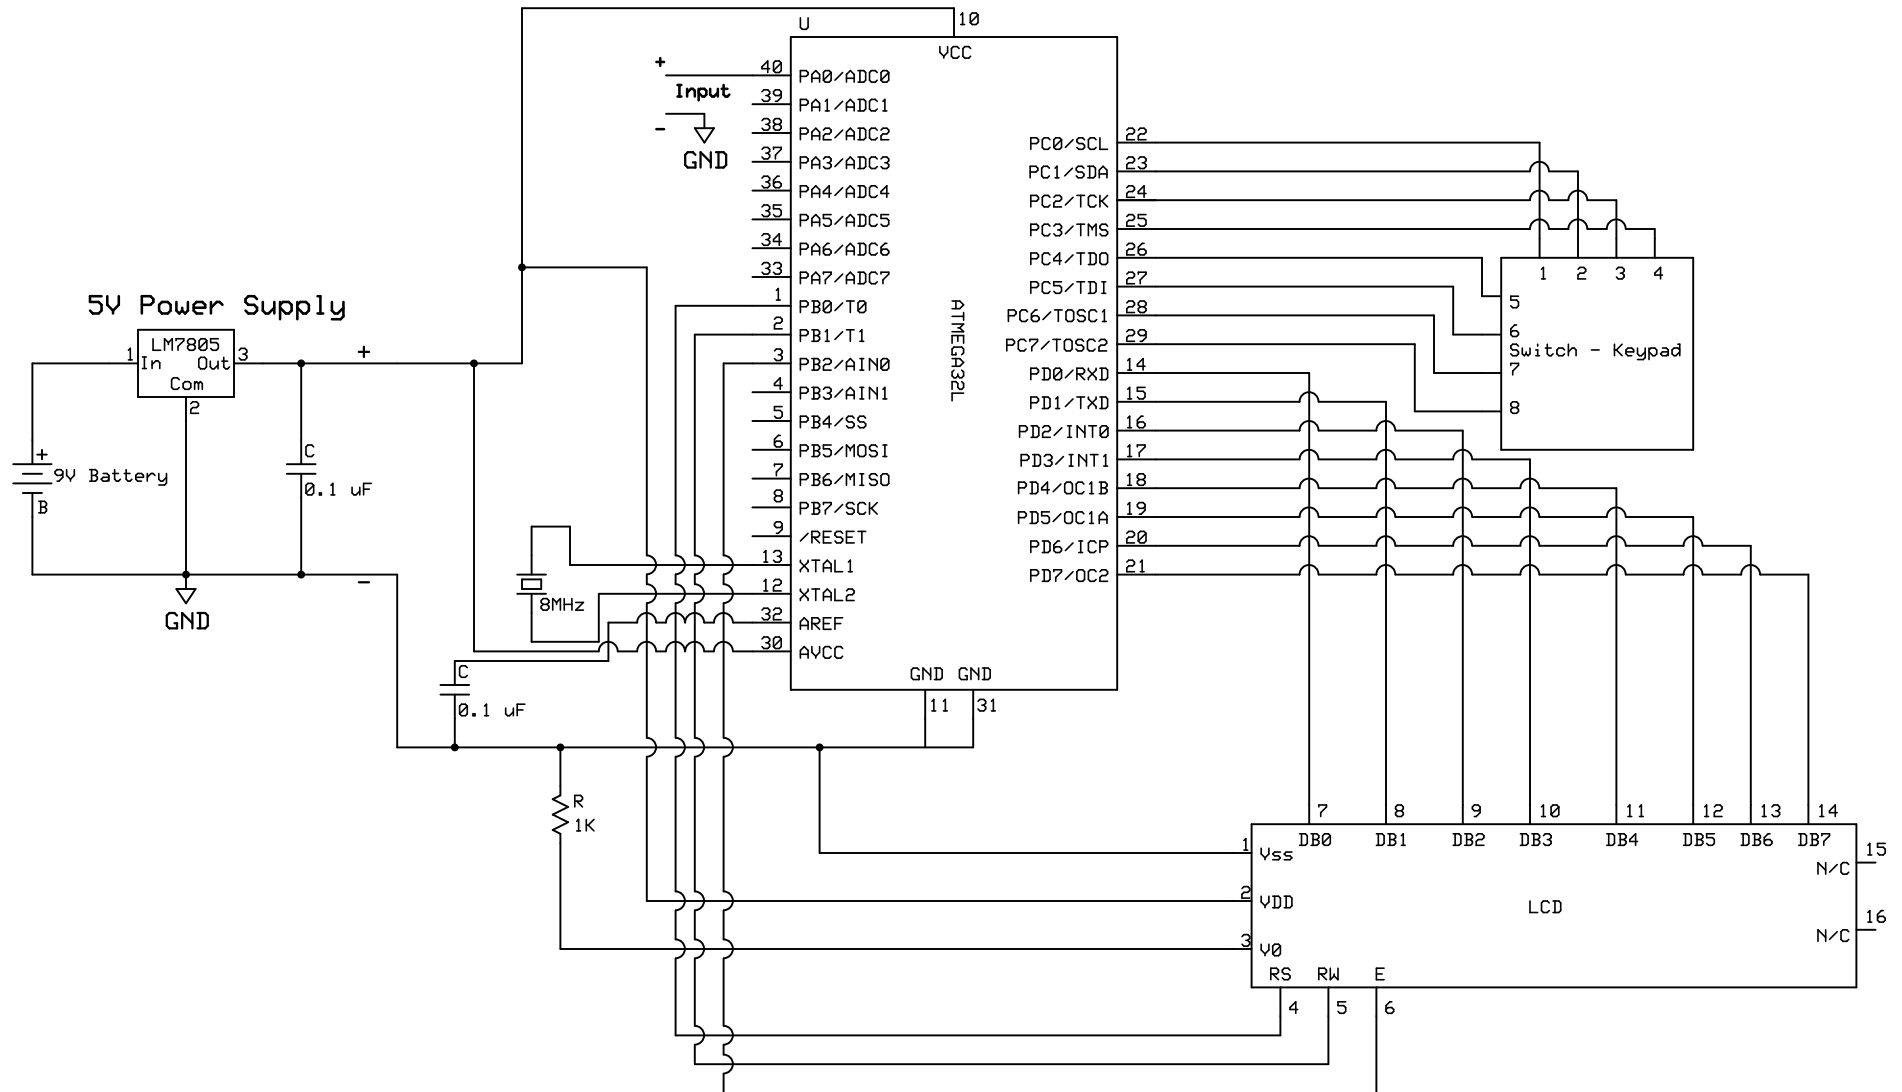 U
10
VCC
+
Input
-
GND
40 PA0/ADC0
39 PA1/ADC1
38 PA2/ADC2
37 PA3/ADC3
36 PA4/ADC4
35 PA5/ADC5
34 PA6/ADC6
33 PA7/ADC7
1 PB0/T0
2 PB1/T1
3 PB2/AIN0
4 PB3/AIN1
5 PB4/SS
6 PB5/MOSI
7 PB6/MISO
8 PB7/SCK
9 /RESET
13 XTAL1
12 XTAL2
32 AREF
30 AVCC
ATMEGA32L
GND GND
11 31
PC0/SCL 22
PC1/SDA 23
PC2/TCK 24
PC3/TMS 25
PC4/TDO 26
PC5/TDI 27
PC6/TOSC1 28
PC7/TOSC2 29
PD0/RXD 14
PD1/TXD 15
PD2/INT0 16
PD3/INT1 17
PD4/OC1B 18
PD5/OC1A 19
PD6/ICP 20
PD7/OC2 21
1 2 3 4
5
6
Switch - Keypad
7
8
5V Power Supply
LM7805
1 In Out 3
Com
2
+
+
9V Battery
B
C
0.1 uF
-
GND
8MHz
C
0.1 uF
R
1K
7 8 9 10 11 12 13 14
DB0 DB1 DB2 DB3 DB4 DB5 DB6 DB7
1 Vss
2 VDD
3 V0
LCD
15
N/C
16
N/C
RS RW E
4 5 6